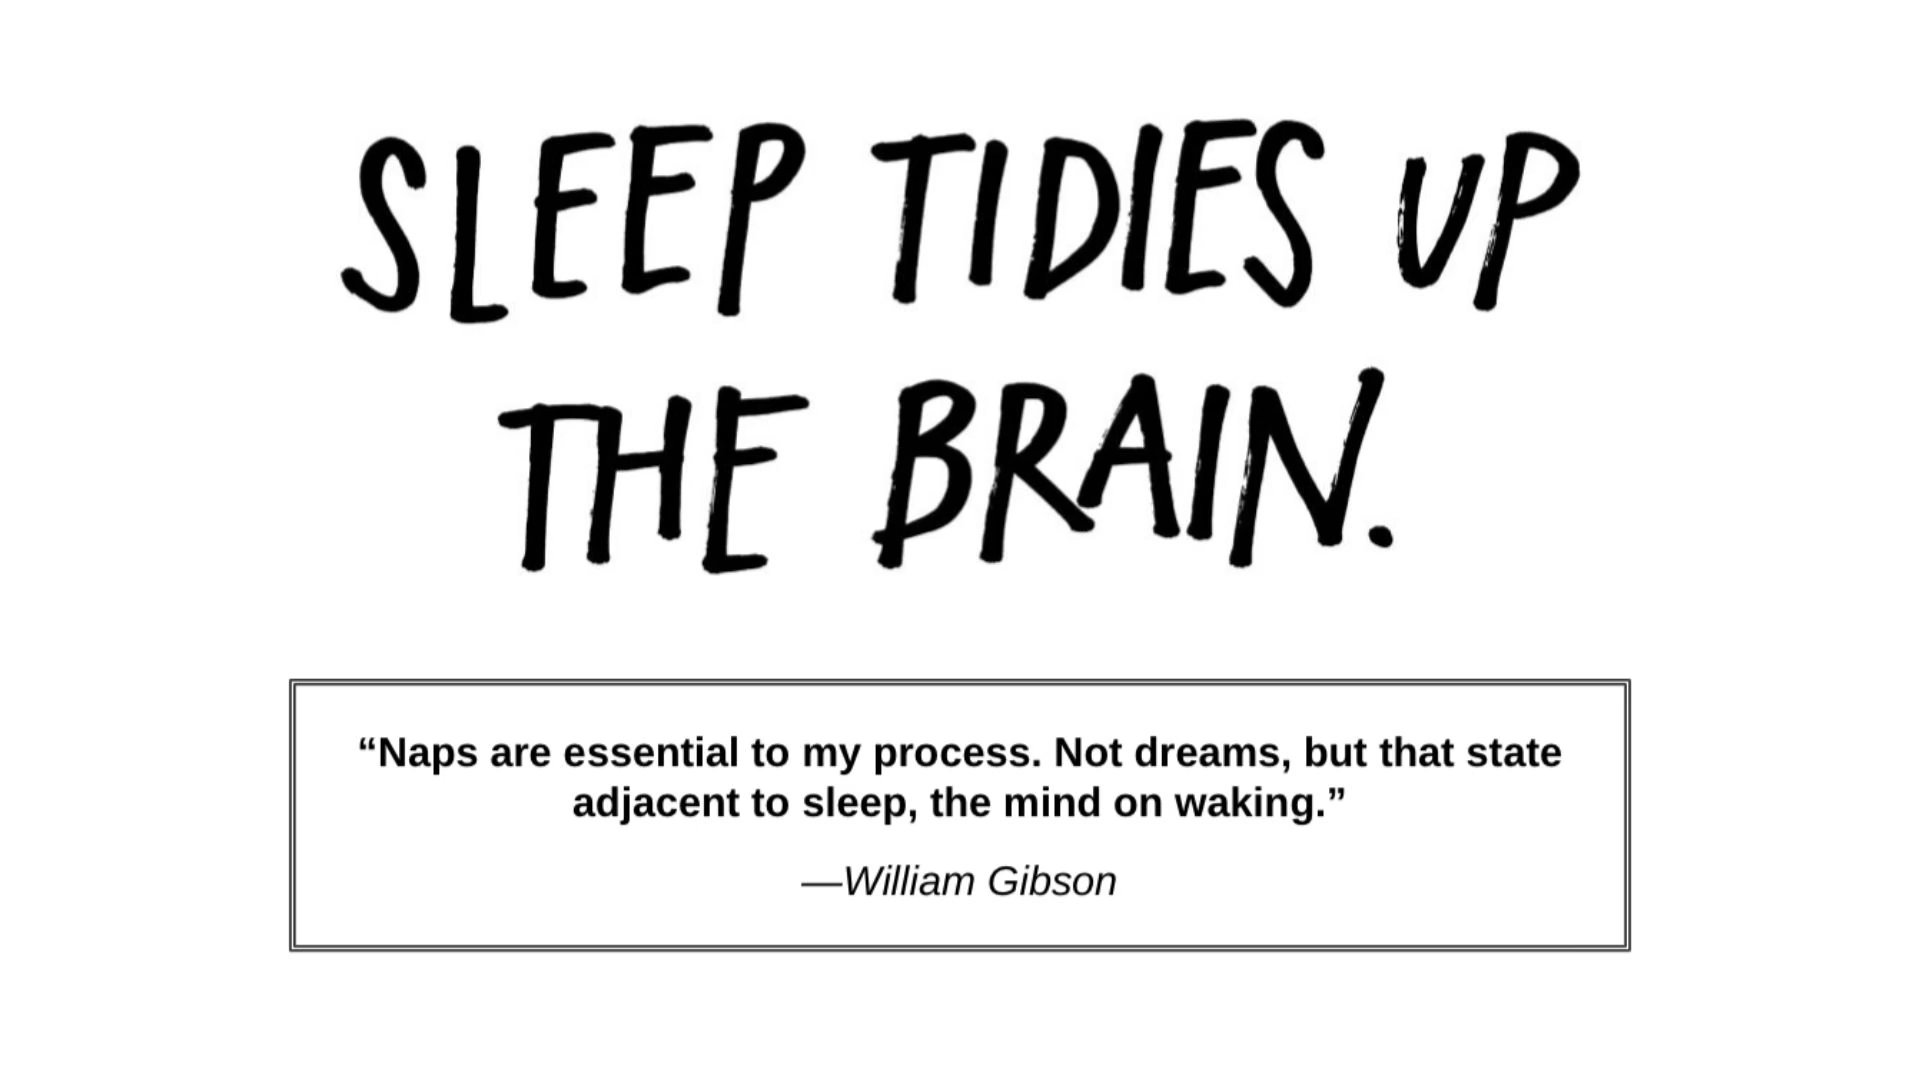 SLEEP TIDIES UP
THE BRAIN.
“Naps are essential to my process. Not dreams, but that state
adjacent to sleep, the mind on waking.”
—William Gibson